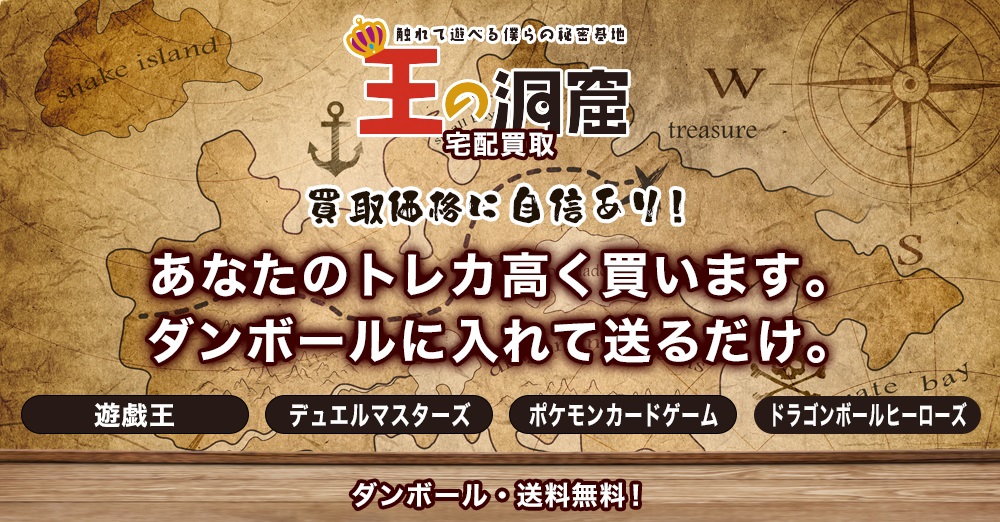 触れて遊べる僕らの秘密基地
snake island
王の洞窟
W
宅配買取
treasure
買取価格に自信あり!
S
あなたのトレカ高く買います。
ダンボールに入れて送るだけ。
bay
遊戯王
デュエルマスターズ
ポケモンカードゲーム
ドラゴンボールヒーローズ
ダンボール・送料無料!